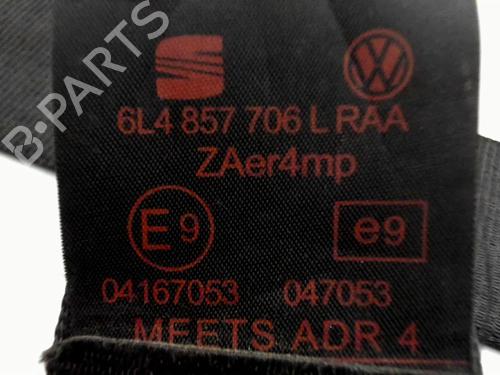 B-PARTS
6L4 857 706 L RAA
ZAer4mp
E9 e9
04167053 047053
MEETS ADR 4